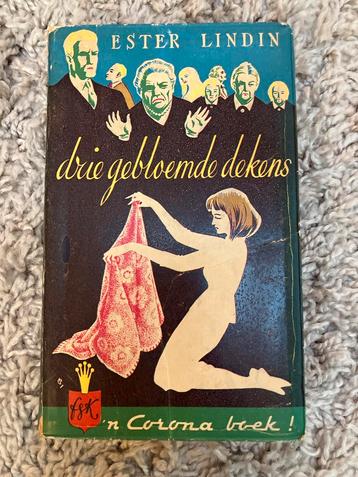 ESTER LINDIN
drie gebloemde dekens
'n Corona boek!